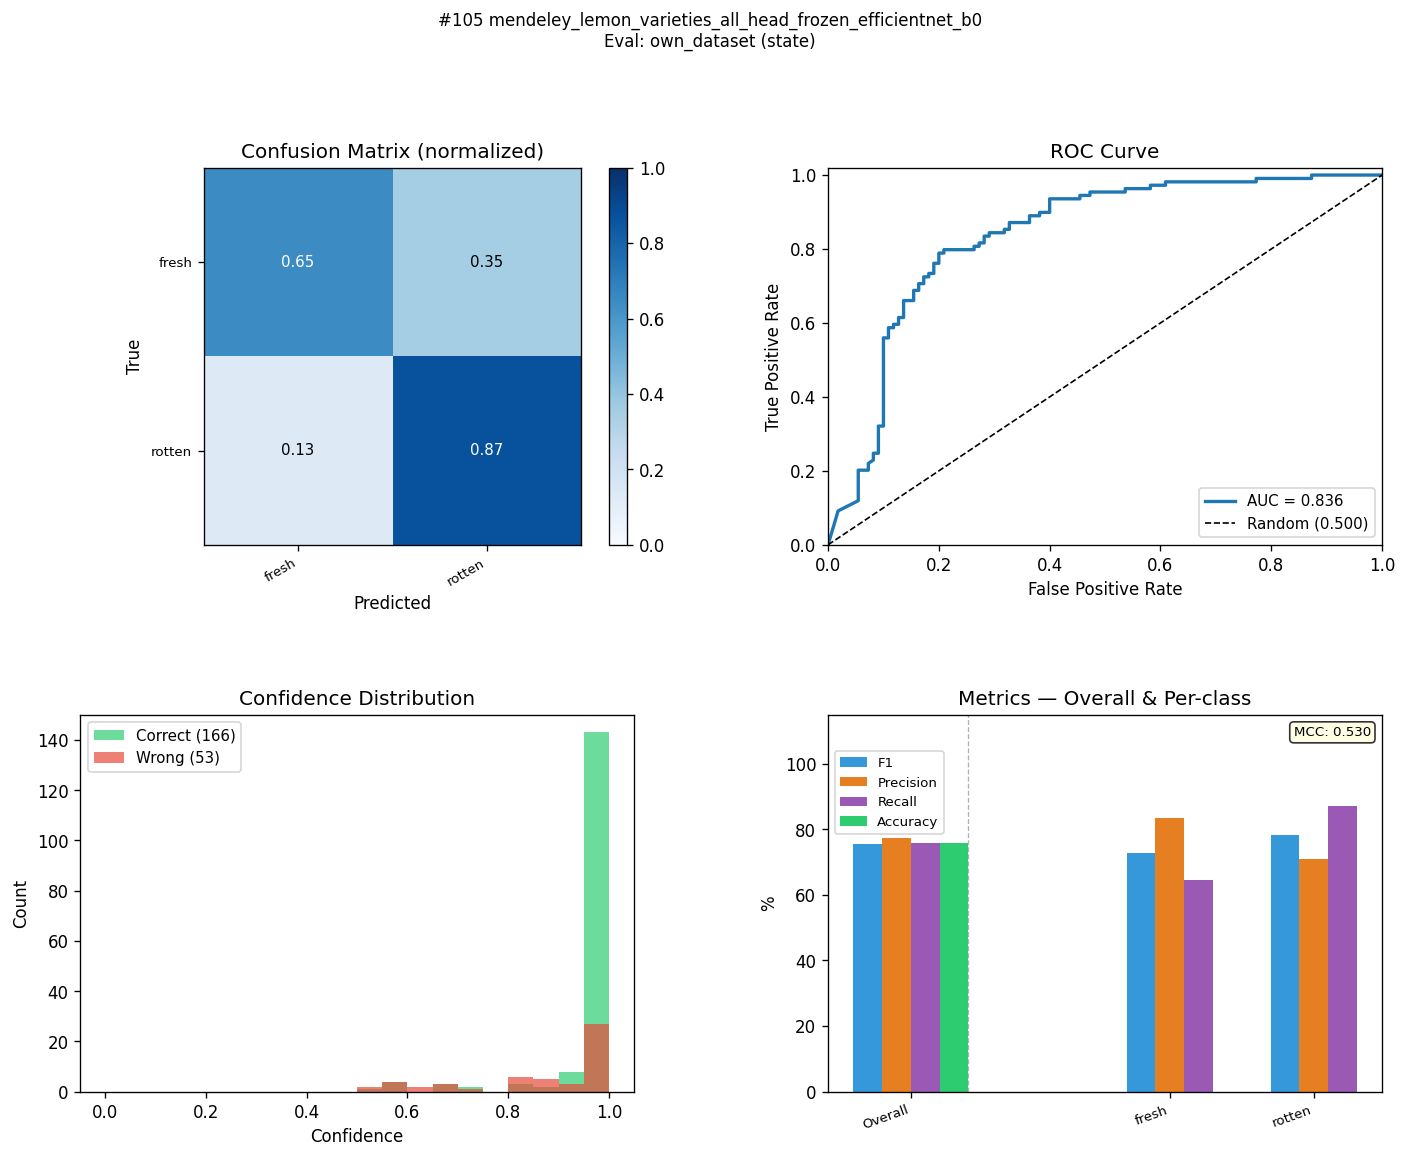 #105 mendeley_lemon_varieties_all_head_frozen_efficientnet_b0
Eval: own_dataset (state)
Confusion Matrix (normalized)
True
fresh
rotten
0.65
0.35
0.13
0.87
fresh
rotten
Predicted
1.0
0.8
0.6
0.4
0.2
0.0
ROC Curve
True Positive Rate
1.0
0.8
0.6
0.4
0.2
0.0
AUC = 0.836
Random (0.500)
0.0
0.2
0.4
0.6
0.8
1.0
False Positive Rate
Confidence Distribution
Count
140
120
100
80
60
40
20
0
Correct (166)
Wrong (53)
0.0
0.2
0.4
0.6
0.8
1.0
Confidence
Metrics — Overall & Per-class
MCC: 0.530
%
100
80
60
40
20
0
F1
Precision
Recall
Accuracy
Overall
fresh
rotten